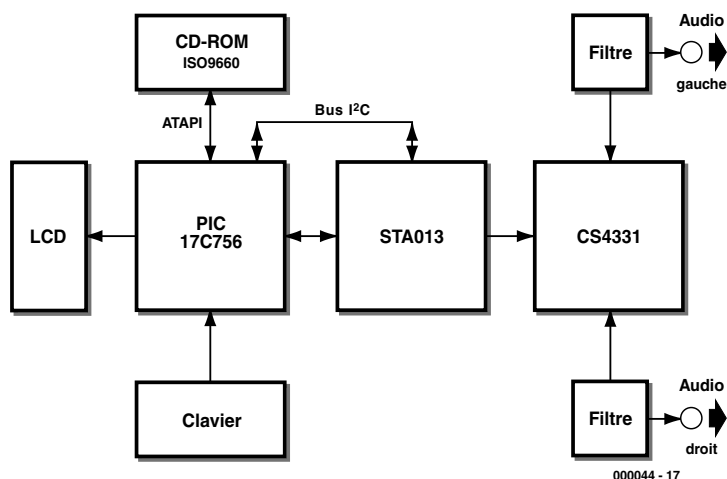 CD-ROM
ISO9660
Filtre
Audio
gauche
ATAPI
Bus I²C
LCD
PIC
17C756
STA013
CS4331
Clavier
Filtre
Audio
droit
000044 - 17